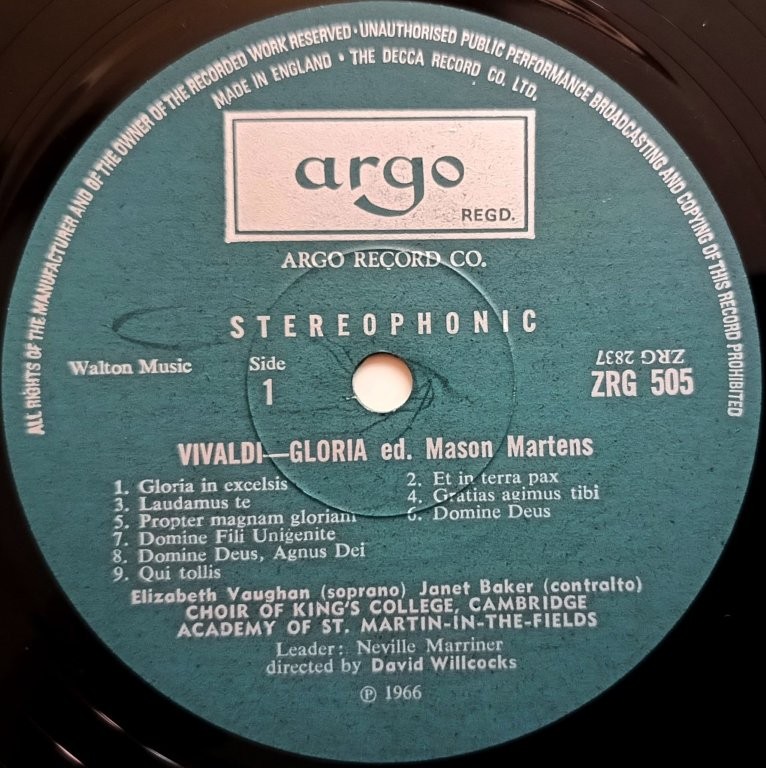 ALL RIGHTS OF THE MANUFACTURER AND OF THE OWNER OF THE RECORDED WORK RESERVED · UNAUTHORISED PUBLIC PERFORMANCE BROADCASTING AND COPYING OF THIS RECORD PROHIBITED
MADE IN ENGLAND · THE DECCA RECORD CO. LTD.
argo
REGD.
ARGO RECORD CO.
STEREOPHONIC
Walton Music
Side
1
ZRG 2837
ZRG 505
VIVALDI—GLORIA ed. Mason Martens
1. Gloria in excelsis 2. Et in terra pax
3. Laudamus te 4. Gratias agimus tibi
5. Propter magnam gloriam 6. Domine Deus
7. Domine Fili Unigenite
8. Domine Deus, Agnus Dei
9. Qui tollis
Elizabeth Vaughan (soprano) Janet Baker (contralto)
CHOIR OF KING'S COLLEGE, CAMBRIDGE
ACADEMY OF ST. MARTIN-IN-THE-FIELDS
Leader: Neville Marriner
directed by David Willcocks
℗ 1966